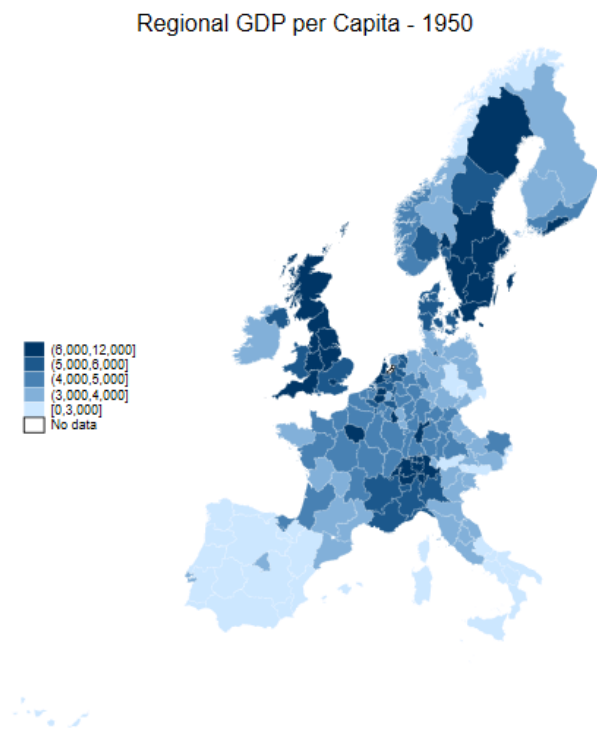 Regional GDP per Capita - 1950
(6,000,12,000]
(5,000,6,000]
(4,000,5,000]
(3,000,4,000]
[0,3,000]
No data